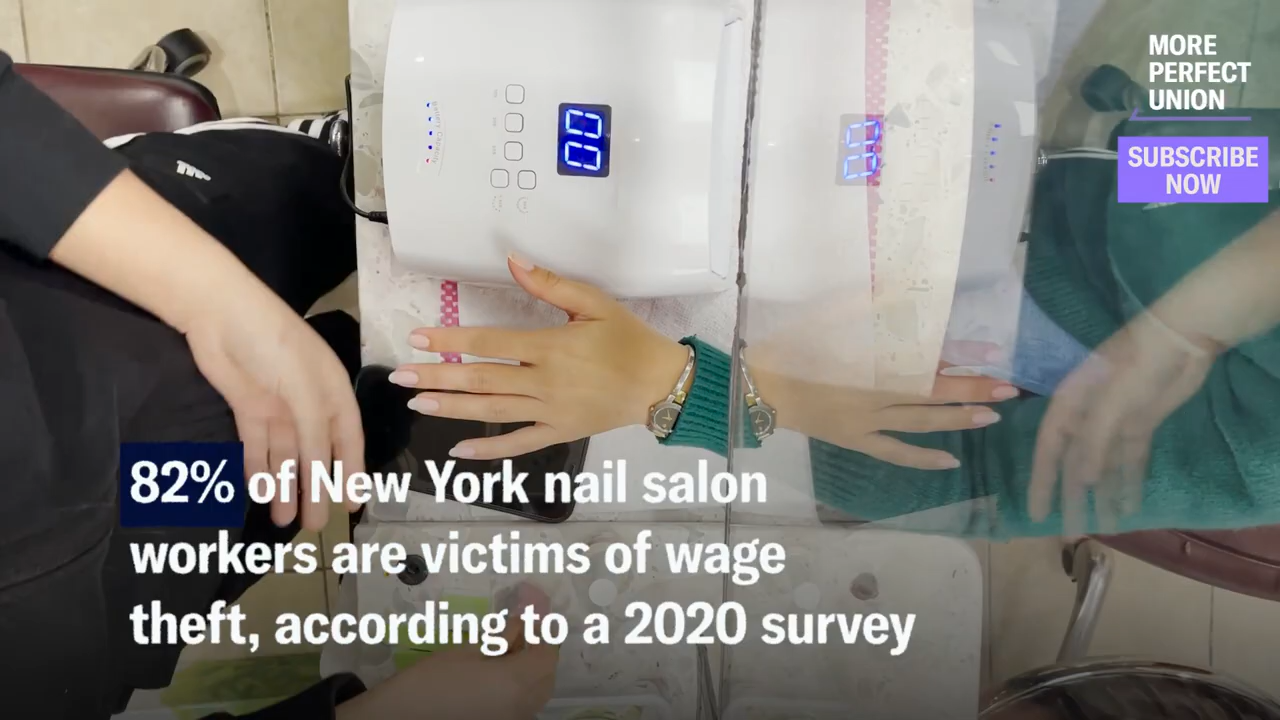 MORE
PERFECT
UNION
SUBSCRIBE
NOW
00
82% of New York nail salon
workers are victims of wage
theft, according to a 2020 survey